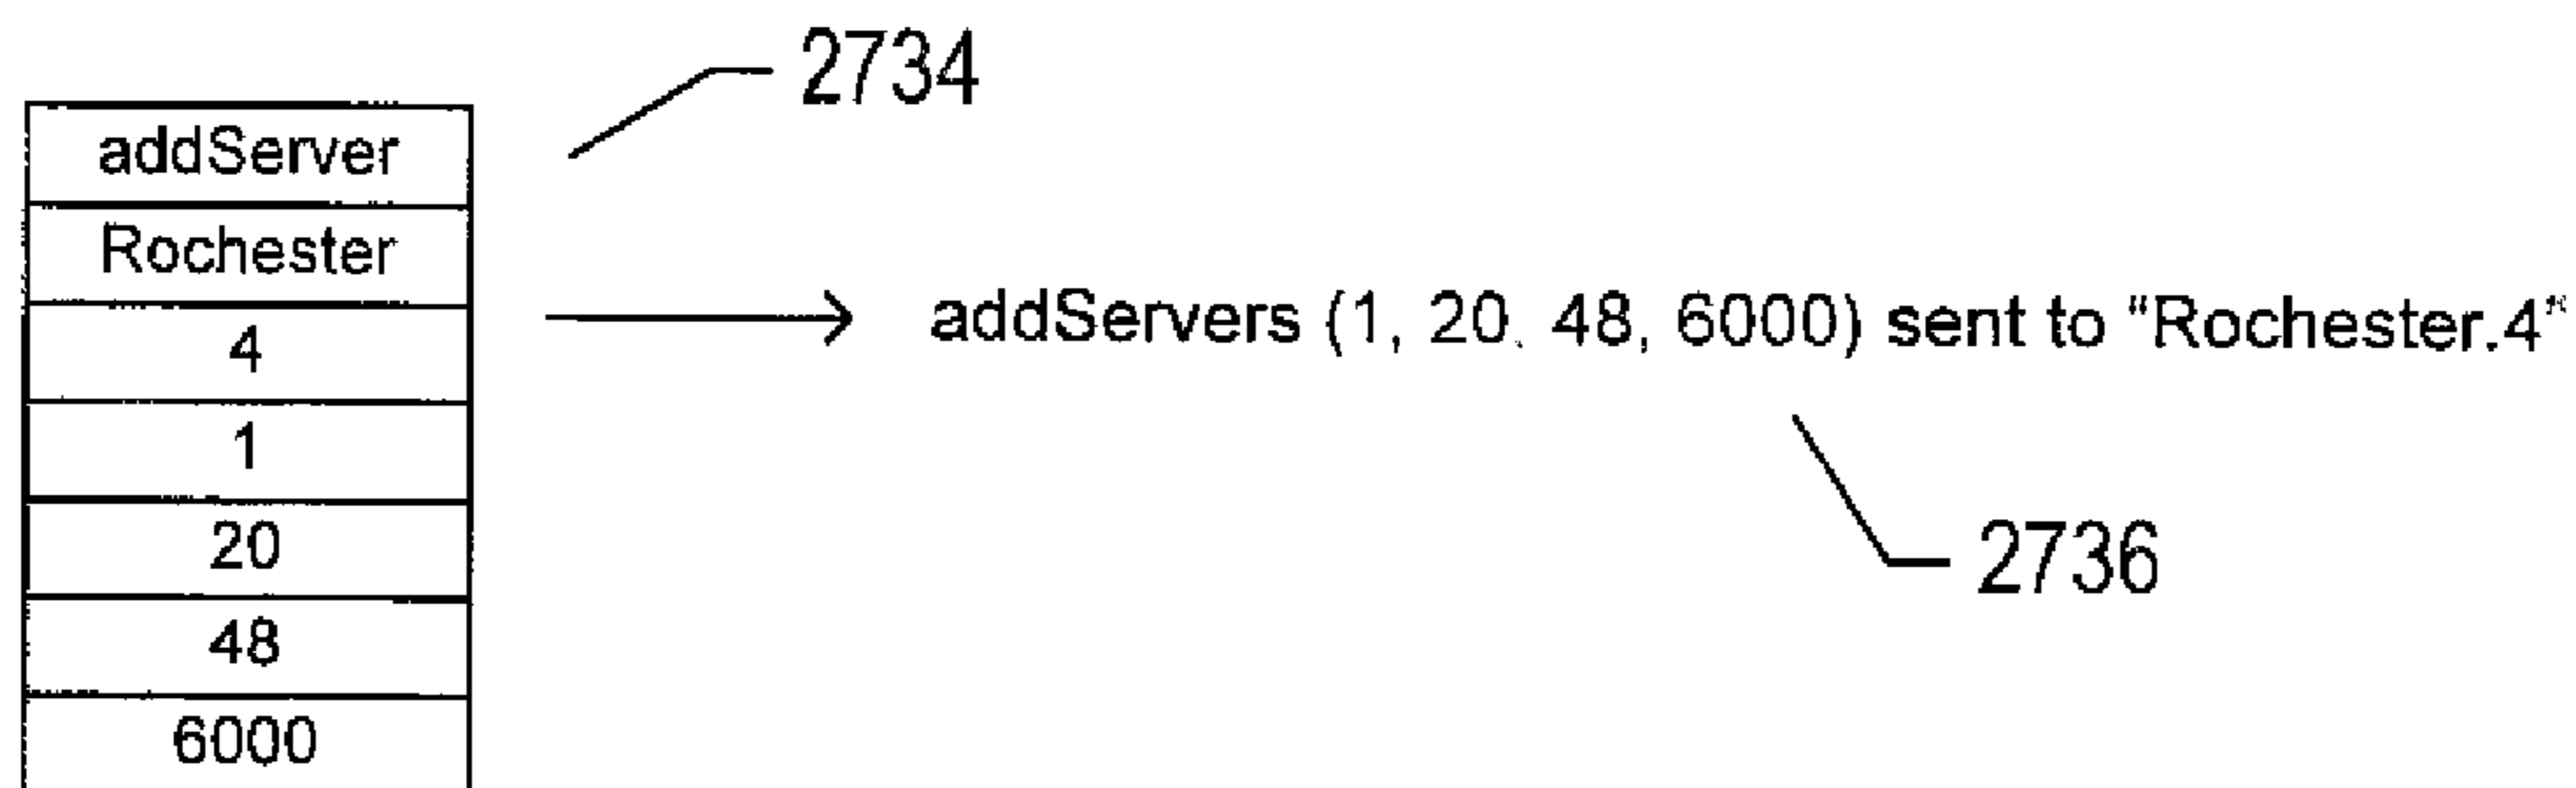 2734
addServer
Rochester
4
addServers (1, 20. 48, 6000) sent to “Rochester.4”
1
20
2736
48
6000